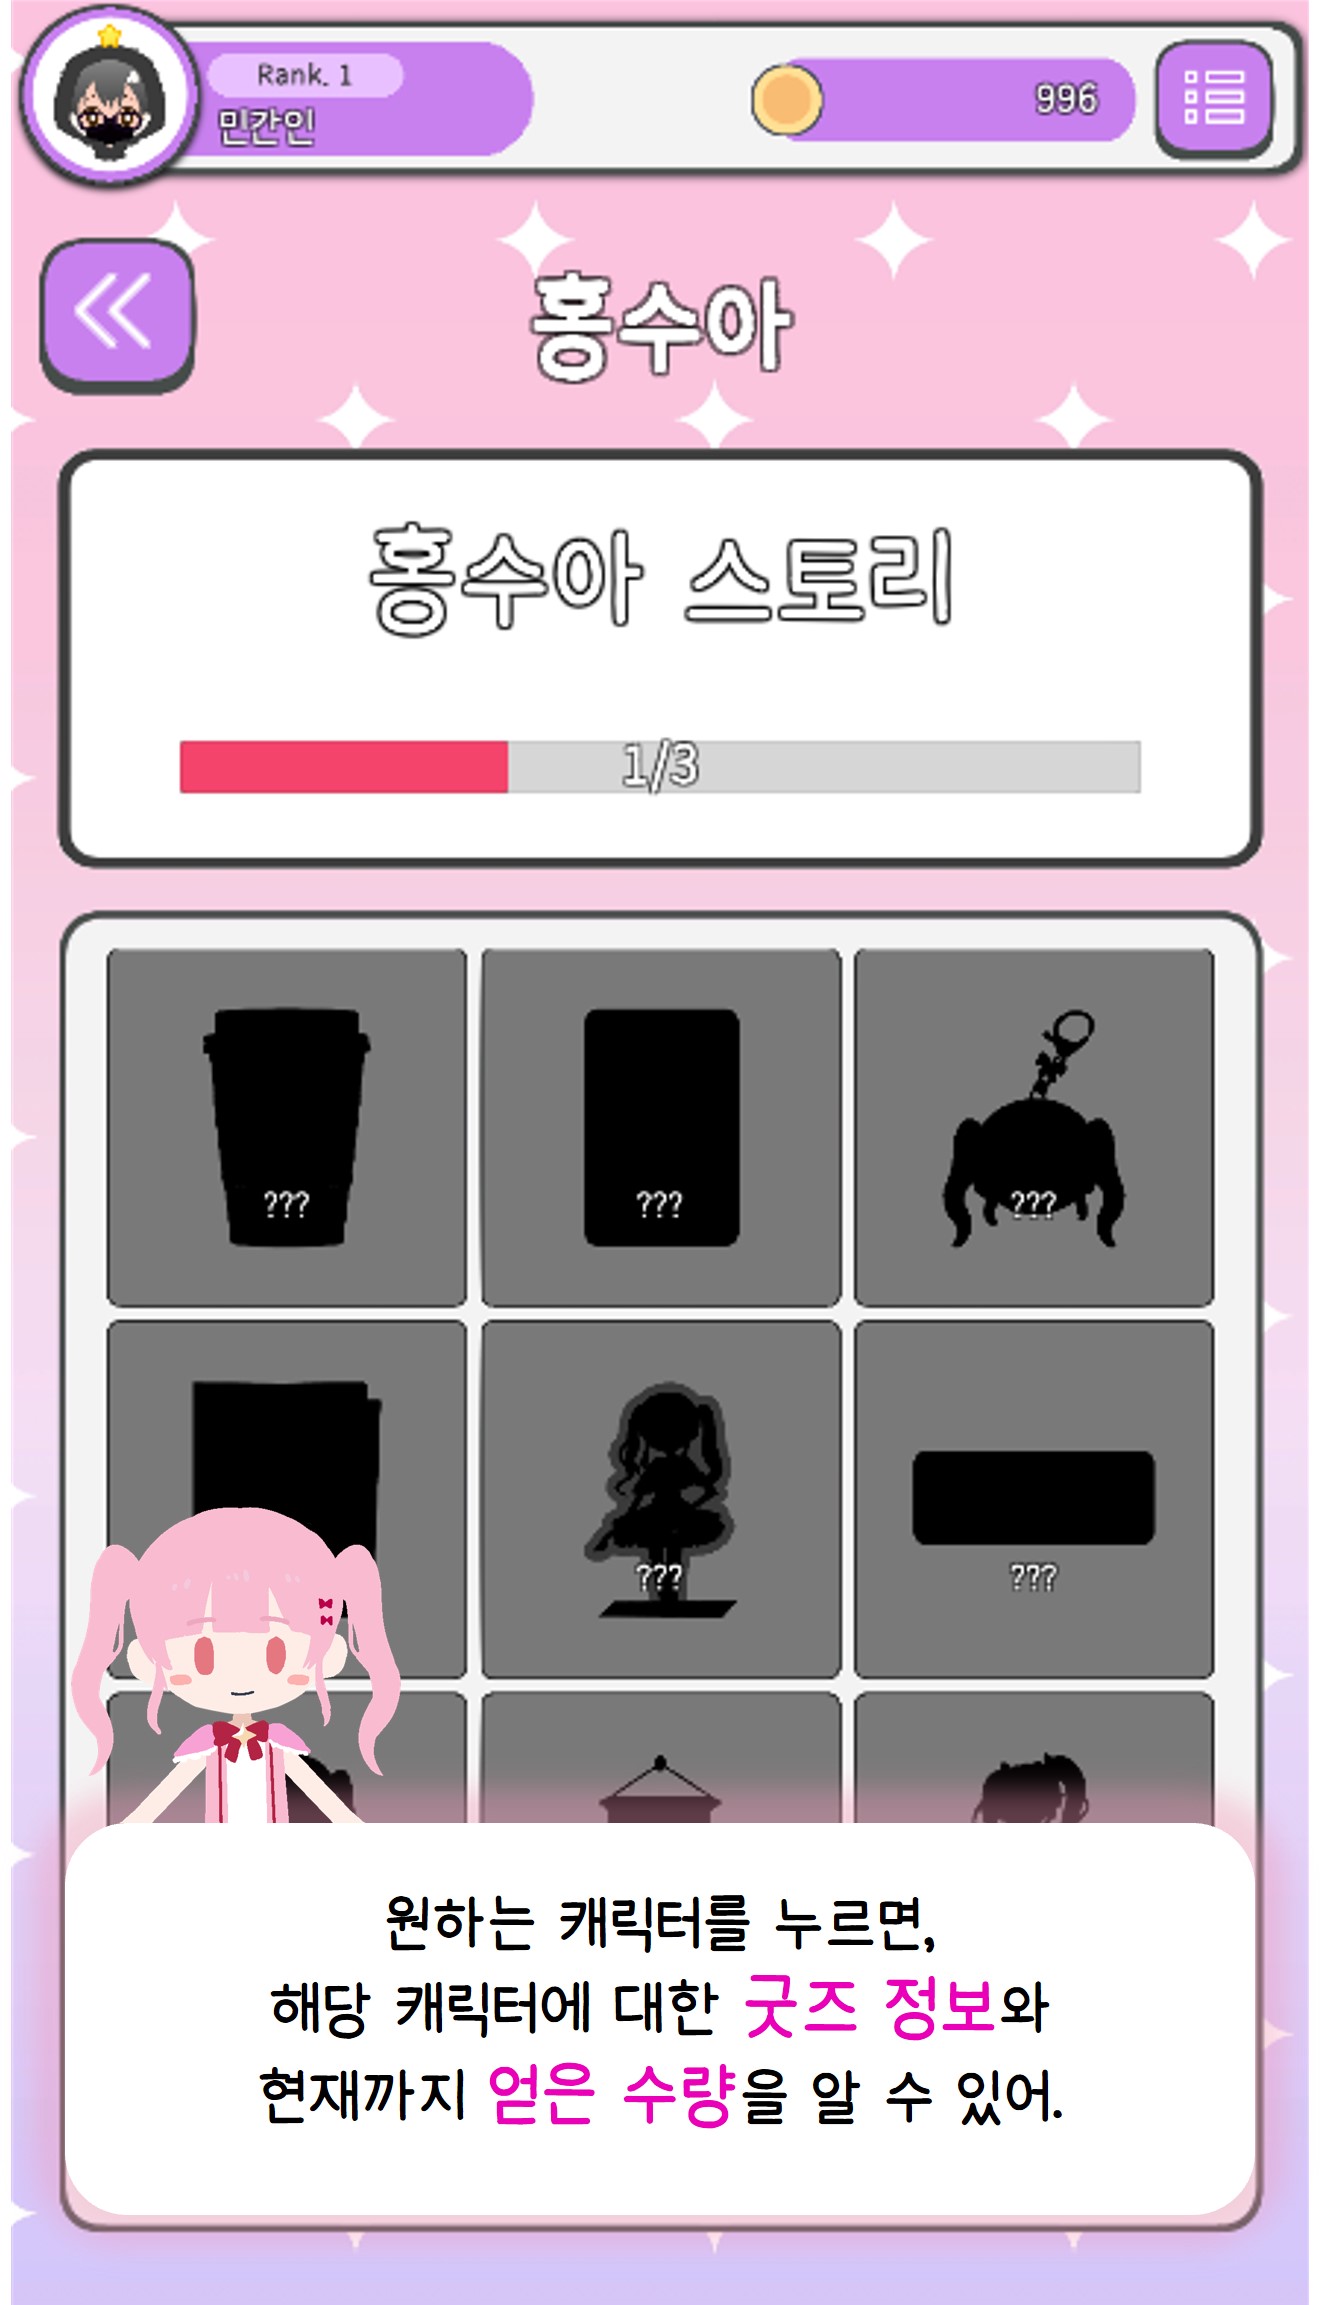 Rank. 1
민간인
996
홍수아
홍수아 스토리
1/3
???
???
???
???
???
원하는 캐릭터를 누르면,
해당 캐릭터에 대한 굿즈 정보와
현재까지 얻은 수량을 알 수 있어.